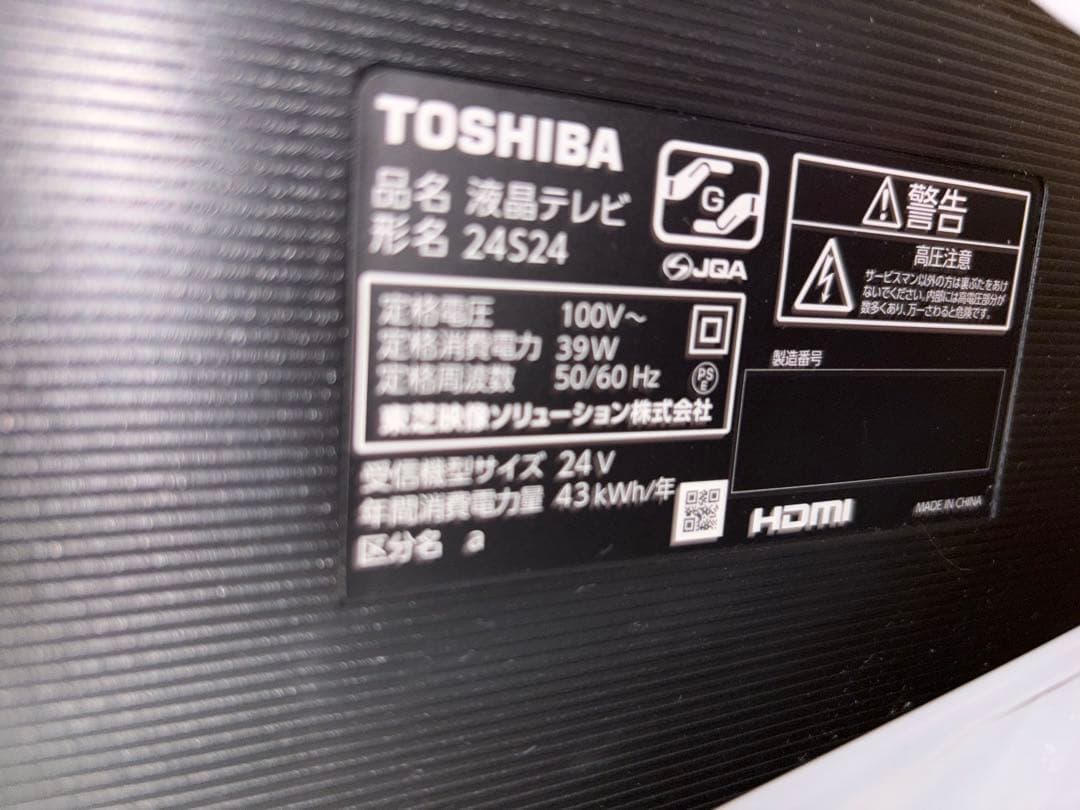 TOSHIBA
品名 液晶テレビ
形名 24S24
G
JQA
定格電圧 100V～
定格消費電力 39W
定格周波数 50/60 Hz
PS
E
東芝映像ソリューション株式会社
受信機型サイズ 24V
年間消費電力量 43kWh/年
区分名 a
警告
高圧注意
サービスマン以外の方は裏ぶたをあけ
ないでください。内部には高電圧部分が
数多くあり、万一さわると危険です。
製造番号
HDMI
MADE IN CHINA